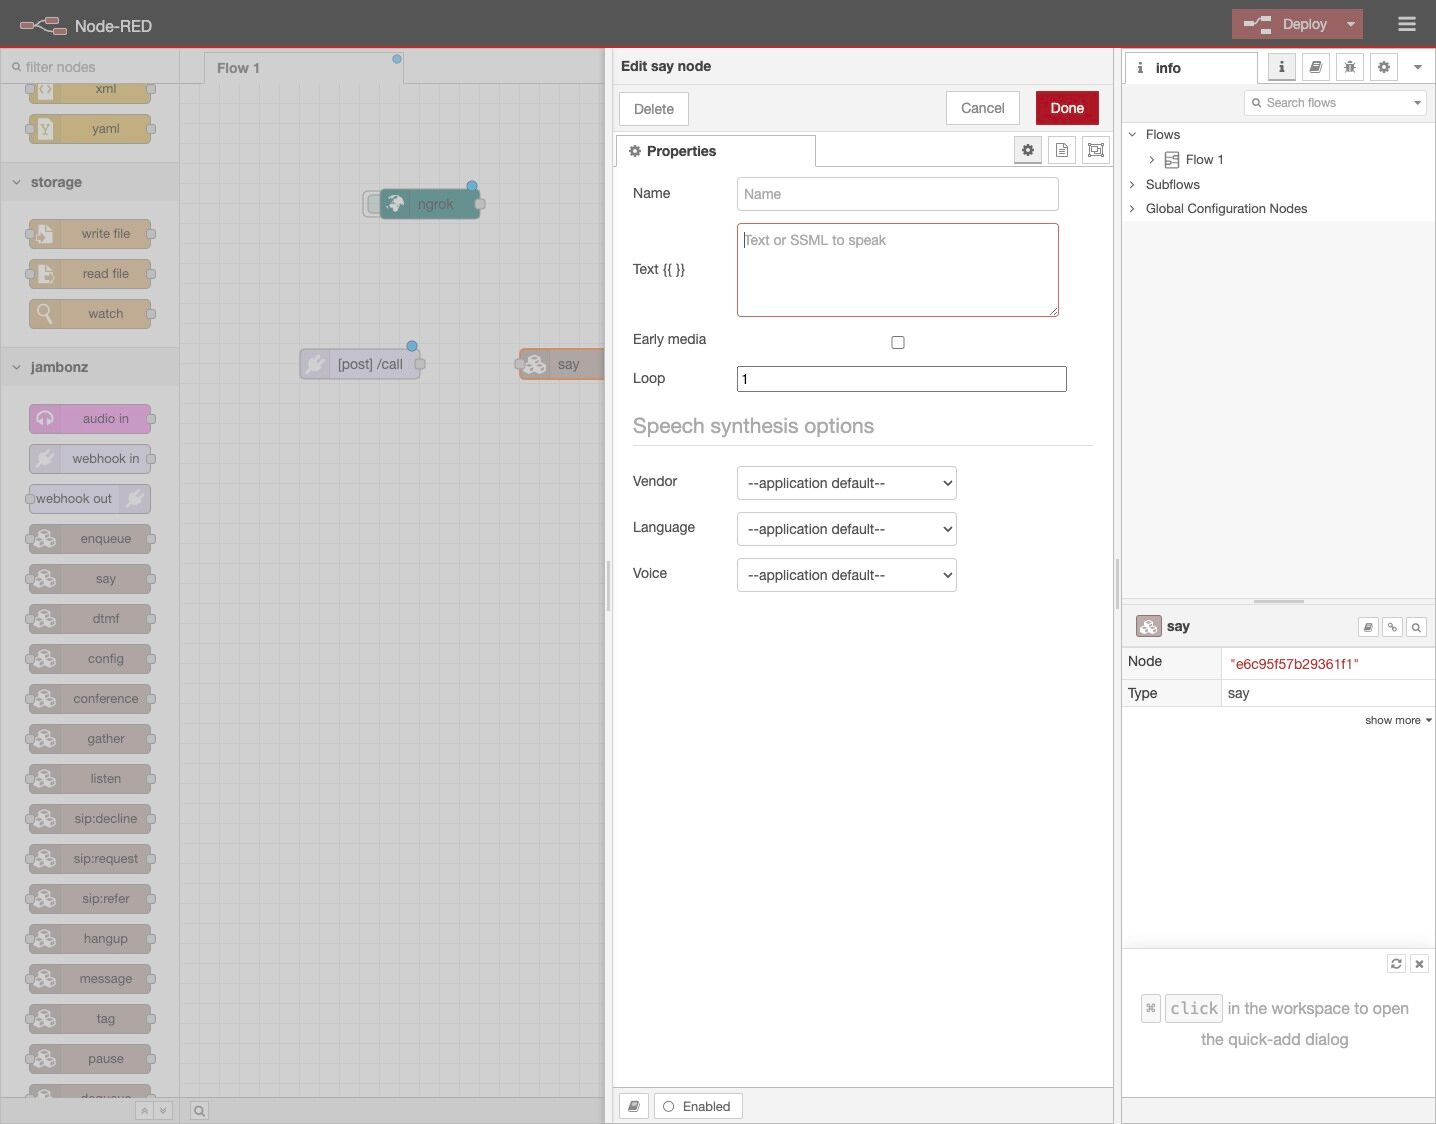 Node-RED
Deploy
filter nodes
Flow 1
xml
yaml
storage
write file
read file
watch
jambonz
audio in
webhook in
webhook out
enqueue
say
dtmf
config
conference
gather
listen
sip:decline
sip:request
sip:refer
hangup
message
tag
pause
dequeue
ngrok
[post] /call
say
Edit say node
Delete
Cancel
Done
Properties
Name
Name
Text {{ }}
Text or SSML to speak
Early media
Loop
1
Speech synthesis options
Vendor
--application default--
Language
--application default--
Voice
--application default--
Enabled
i info
i
Search flows
Flows
Flow 1
Subflows
Global Configuration Nodes
say
Node
"e6c95f57b29361f1"
Type
say
show more
⌘ click in the workspace to open
the quick-add dialog